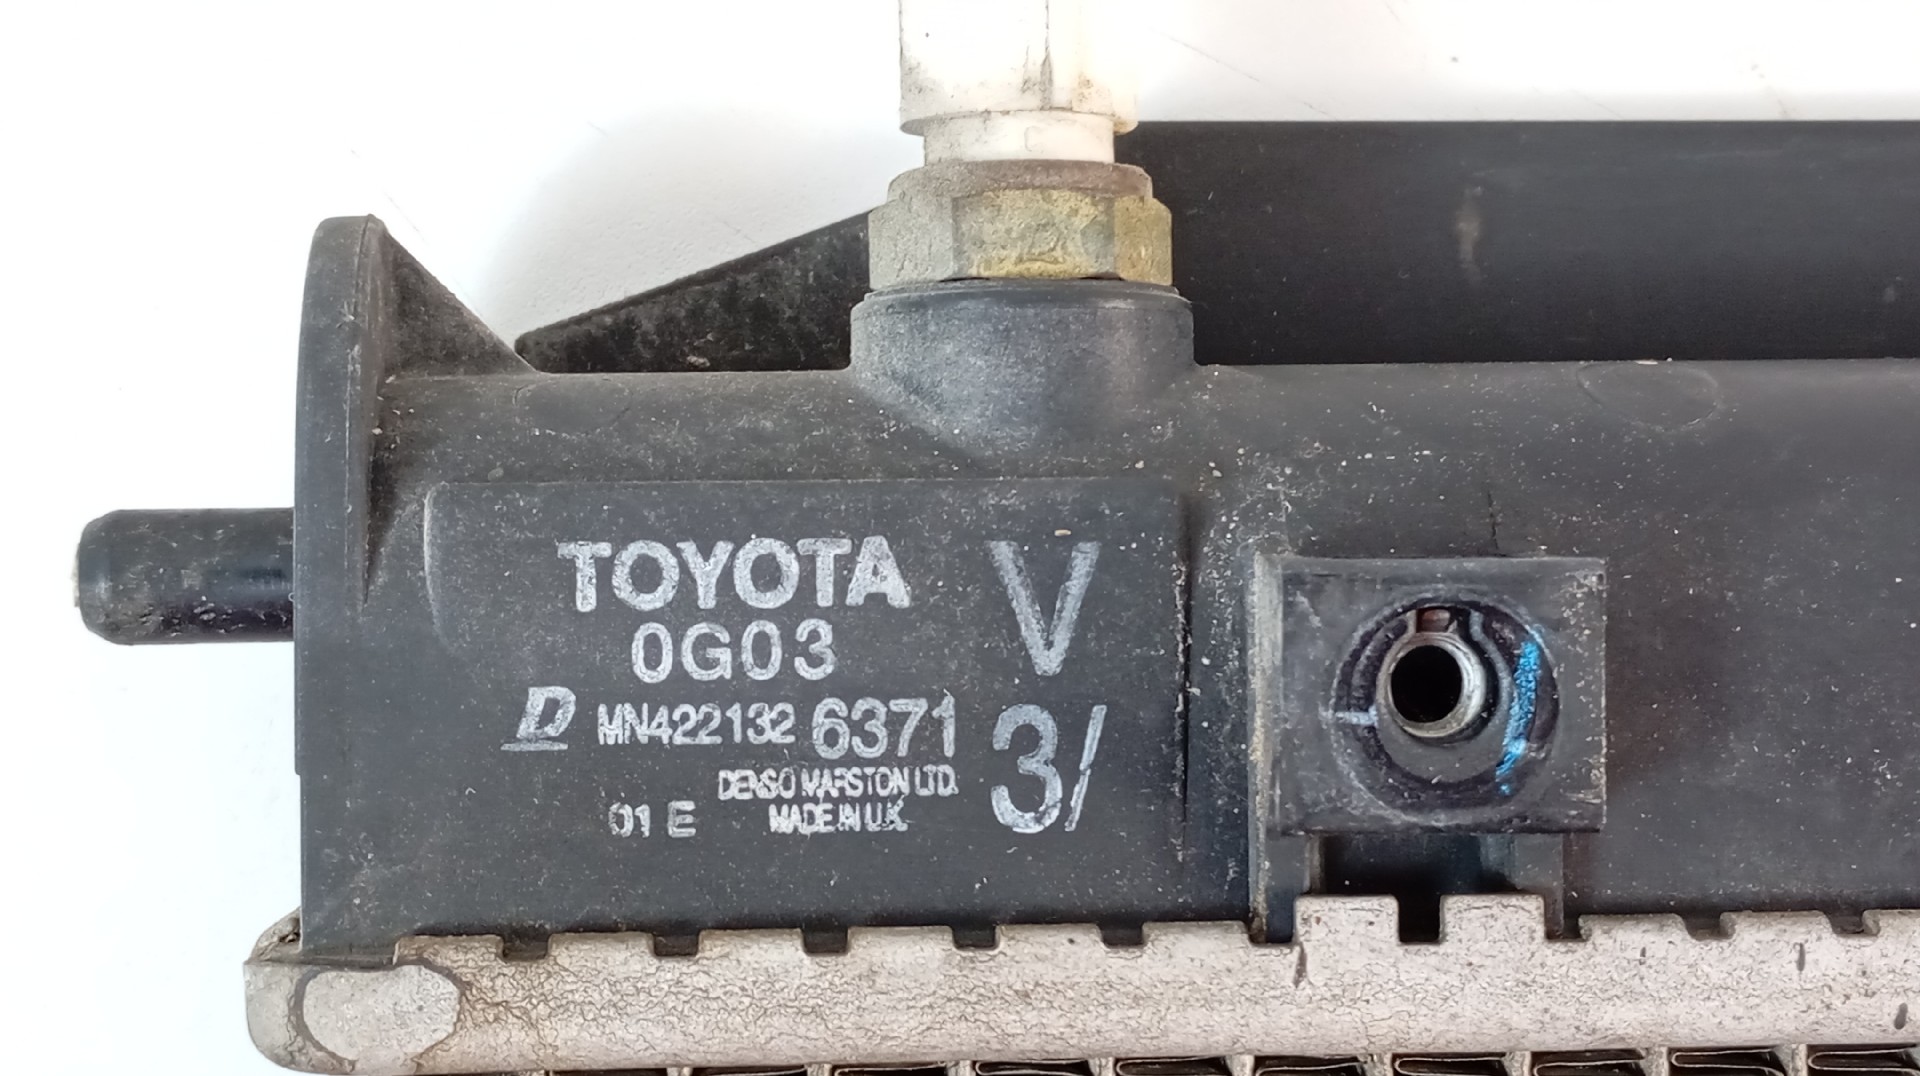 TOYOTA V
0G03
D MN422132 6371 3/
DENSO MARSTON LTD.
01 E MADE IN U.K.